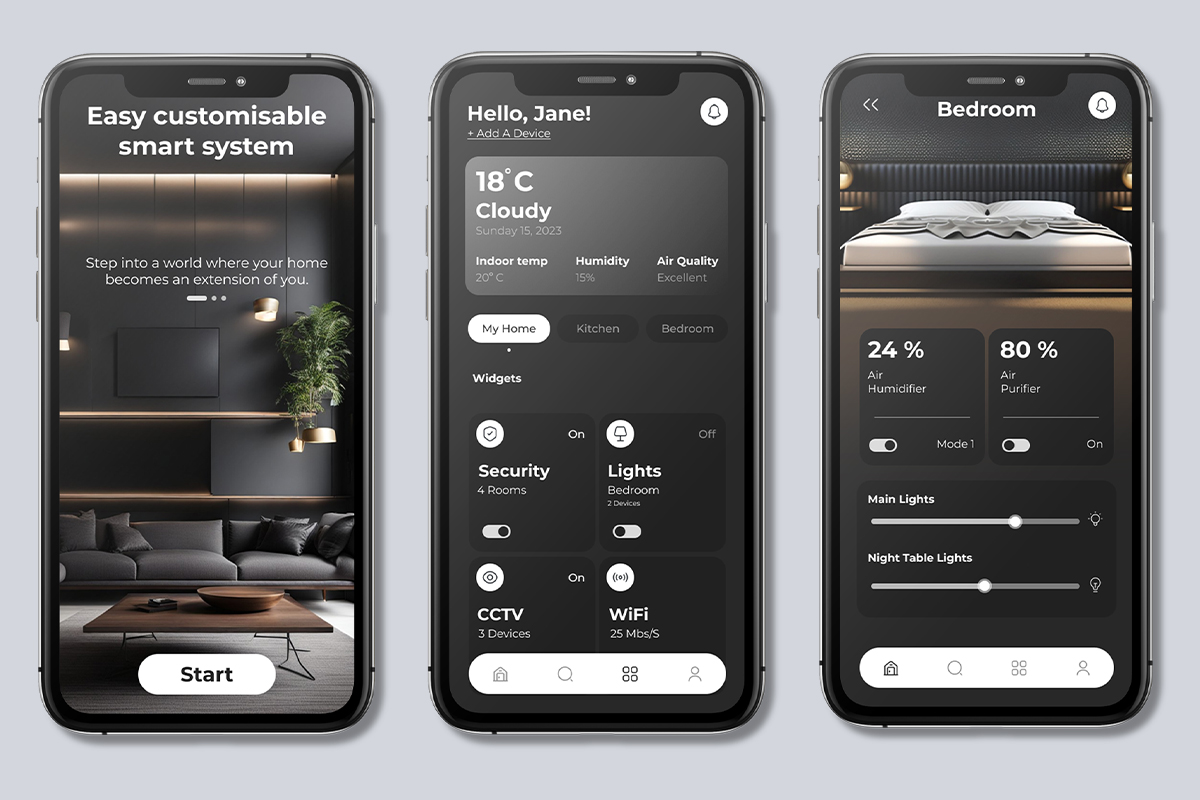 Easy customisable
smart system
Step into a world where your home
becomes an extension of you.
Start
Hello, Jane!
+ Add A Device
18°C
Cloudy
Sunday 15, 2023
Indoor temp
20° C
Humidity
15%
Air Quality
Excellent
My Home
Kitchen
Bedroom
Widgets
On
Security
4 Rooms
Off
Lights
Bedroom
2 Devices
On
CCTV
3 Devices
WiFi
25 Mbs/S
Bedroom
24 %
Air
Humidifier
Mode 1
80 %
Air
Purifier
On
Main Lights
Night Table Lights